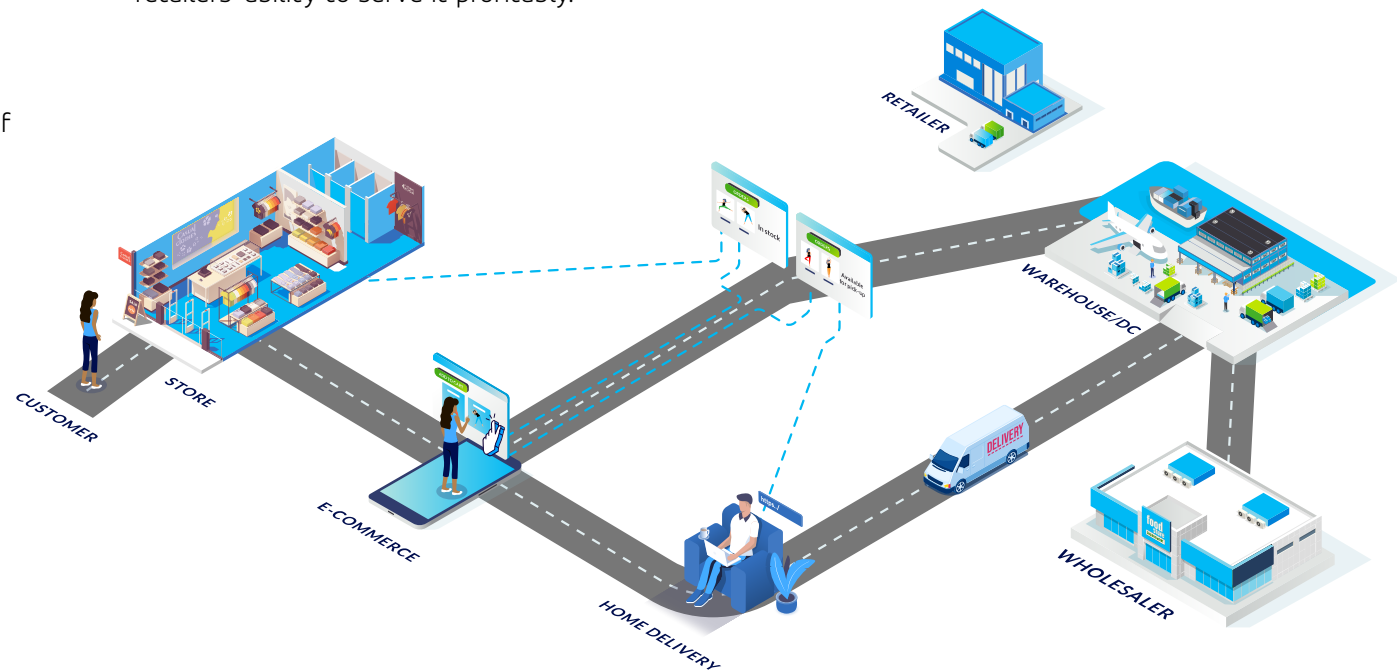 retailers' ability to serve it profitably.
f
RETAILER
In stock
Available
for pick-up
WAREHOUSE/DC
STORE
CUSTOMER
E-COMMERCE
DELIVERY
https:/
food
WHOLESALER
HOME DELIVERY